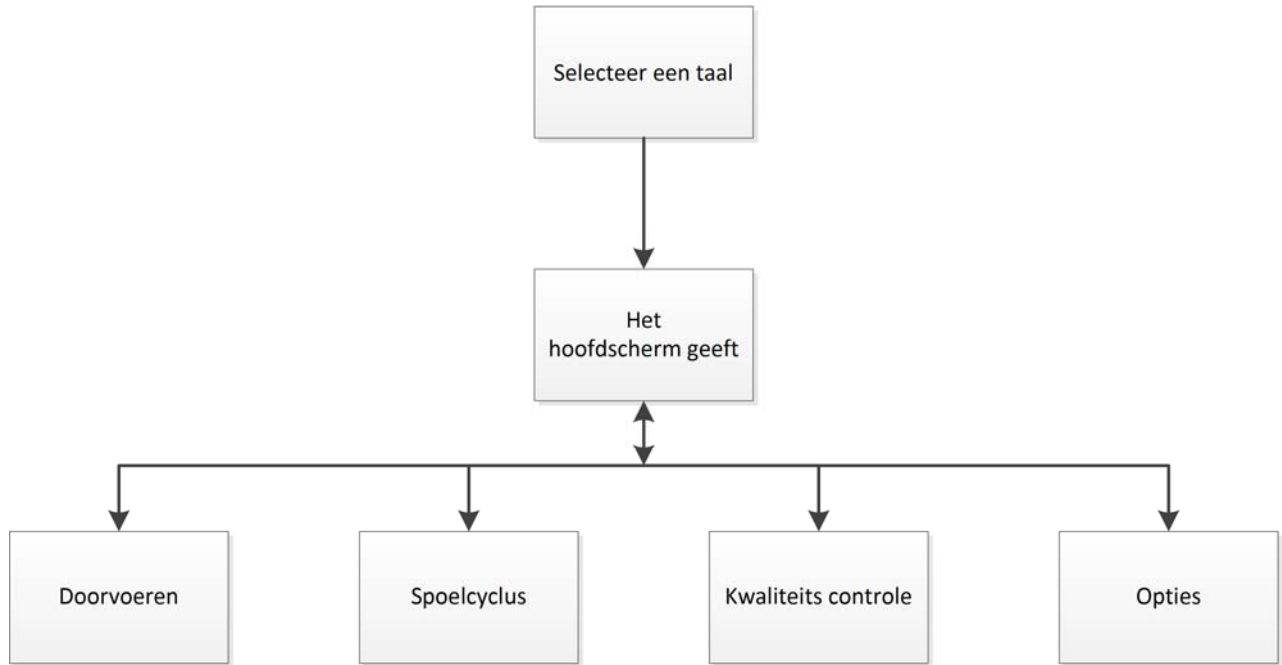 Selecteer een taal
Het
hoofdscherm geeft
Doorvoeren
Spoelcyclus
Kwaliteits controle
Opties